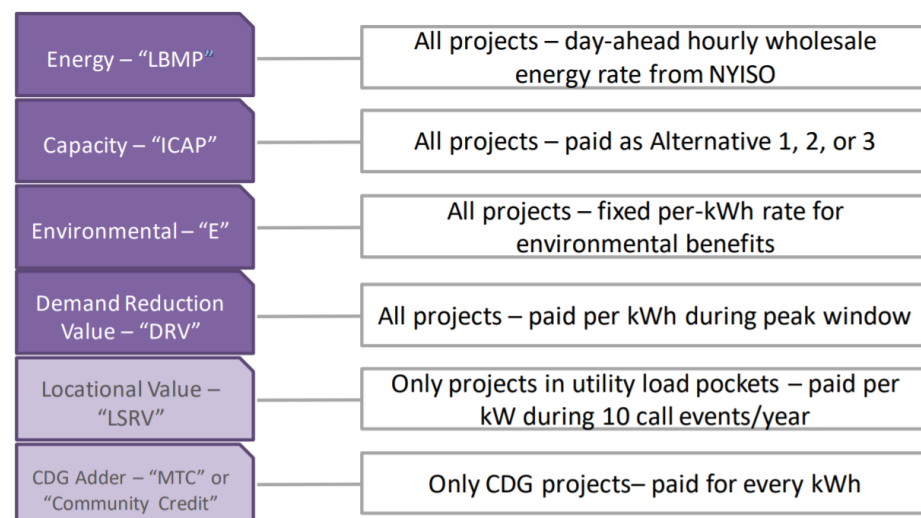 Energy – “LBMP”
All projects – day-ahead hourly wholesale
energy rate from NYISO
Capacity – “ICAP”
All projects – paid as Alternative 1, 2, or 3
Environmental – “E”
All projects – fixed per-kWh rate for
environmental benefits
Demand Reduction
Value – “DRV”
All projects – paid per kWh during peak window
Locational Value –
“LSRV”
Only projects in utility load pockets – paid per
kW during 10 call events/year
CDG Adder – “MTC” or
“Community Credit”
Only CDG projects– paid for every kWh